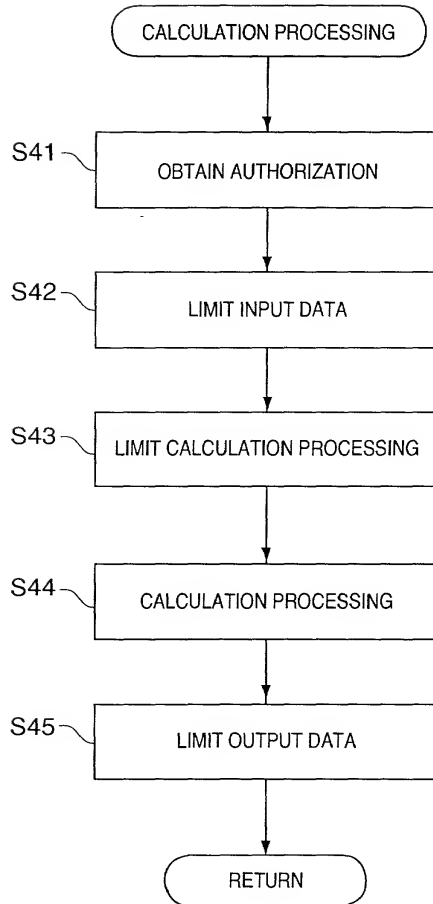 CALCULATION PROCESSING
S41
OBTAIN AUTHORIZATION
S42
LIMIT INPUT DATA
S43
LIMIT CALCULATION PROCESSING
S44
CALCULATION PROCESSING
S45
LIMIT OUTPUT DATA
RETURN